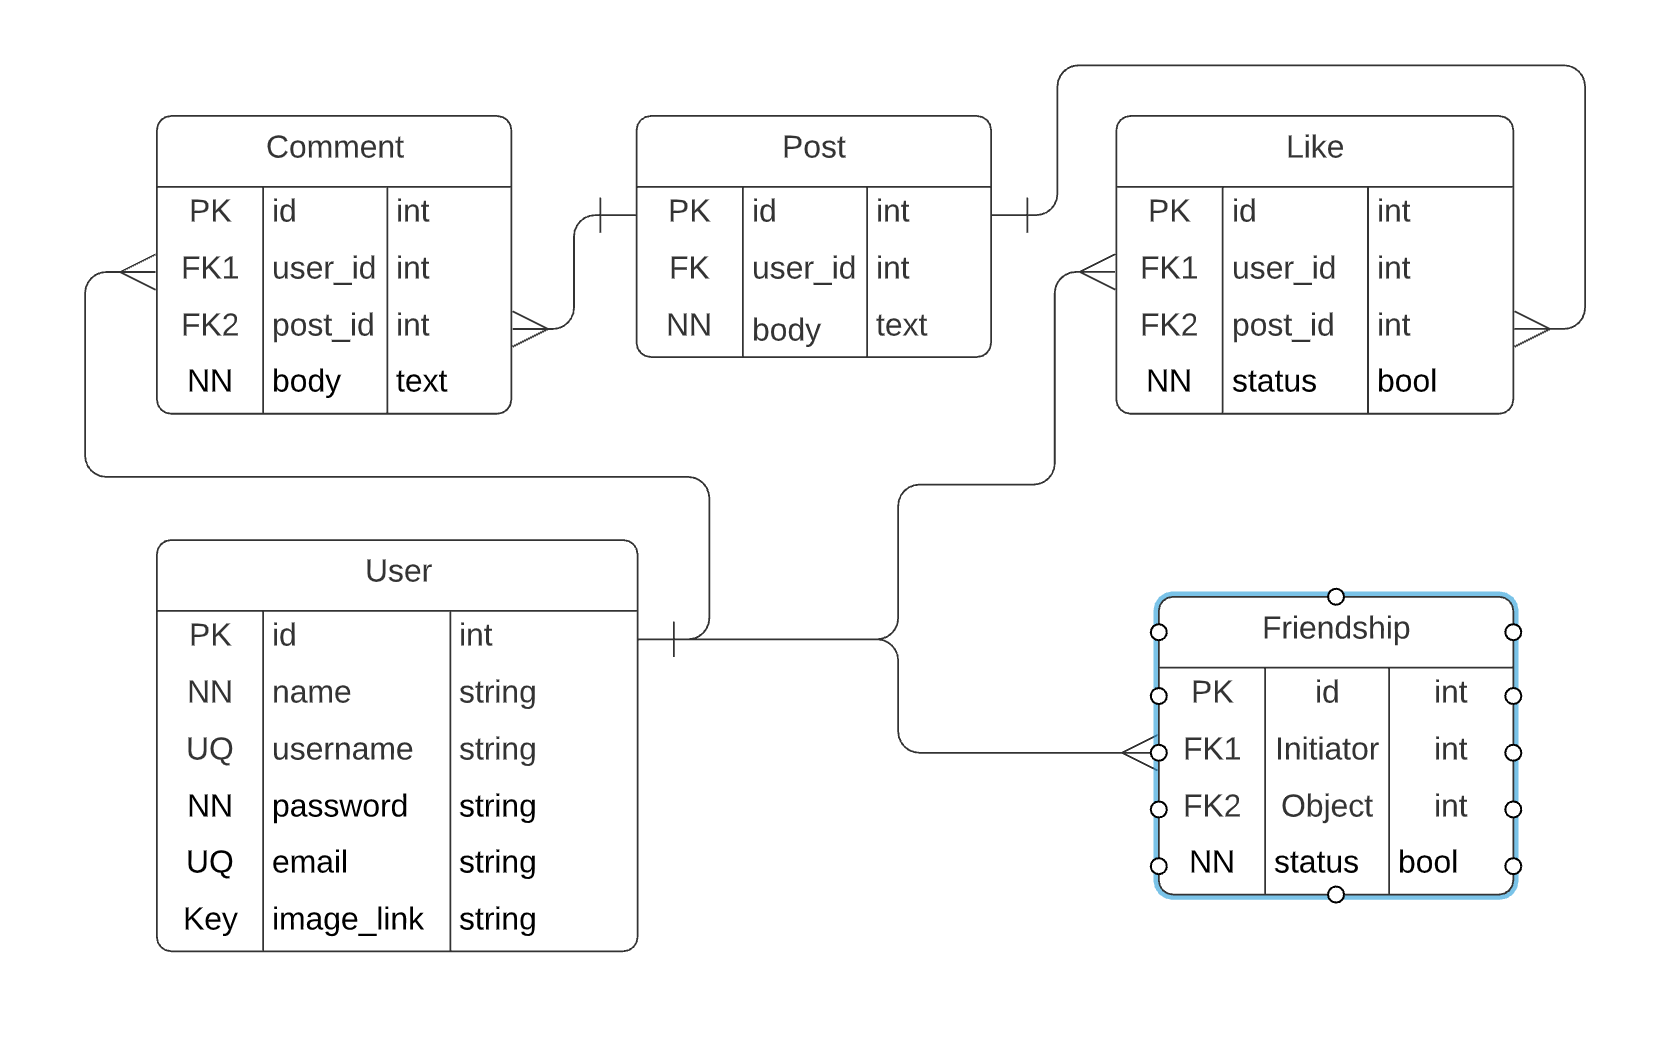 Comment
PK id int
FK1 user_id int
FK2 post_id int
NN body text
Post
PK id int
FK user_id int
NN body text
Like
PK id int
FK1 user_id int
FK2 post_id int
NN status bool
User
PK id int
NN name string
UQ username string
NN password string
UQ email string
Key image_link string
Friendship
PK id int
FK1 Initiator int
FK2 Object int
NN status bool